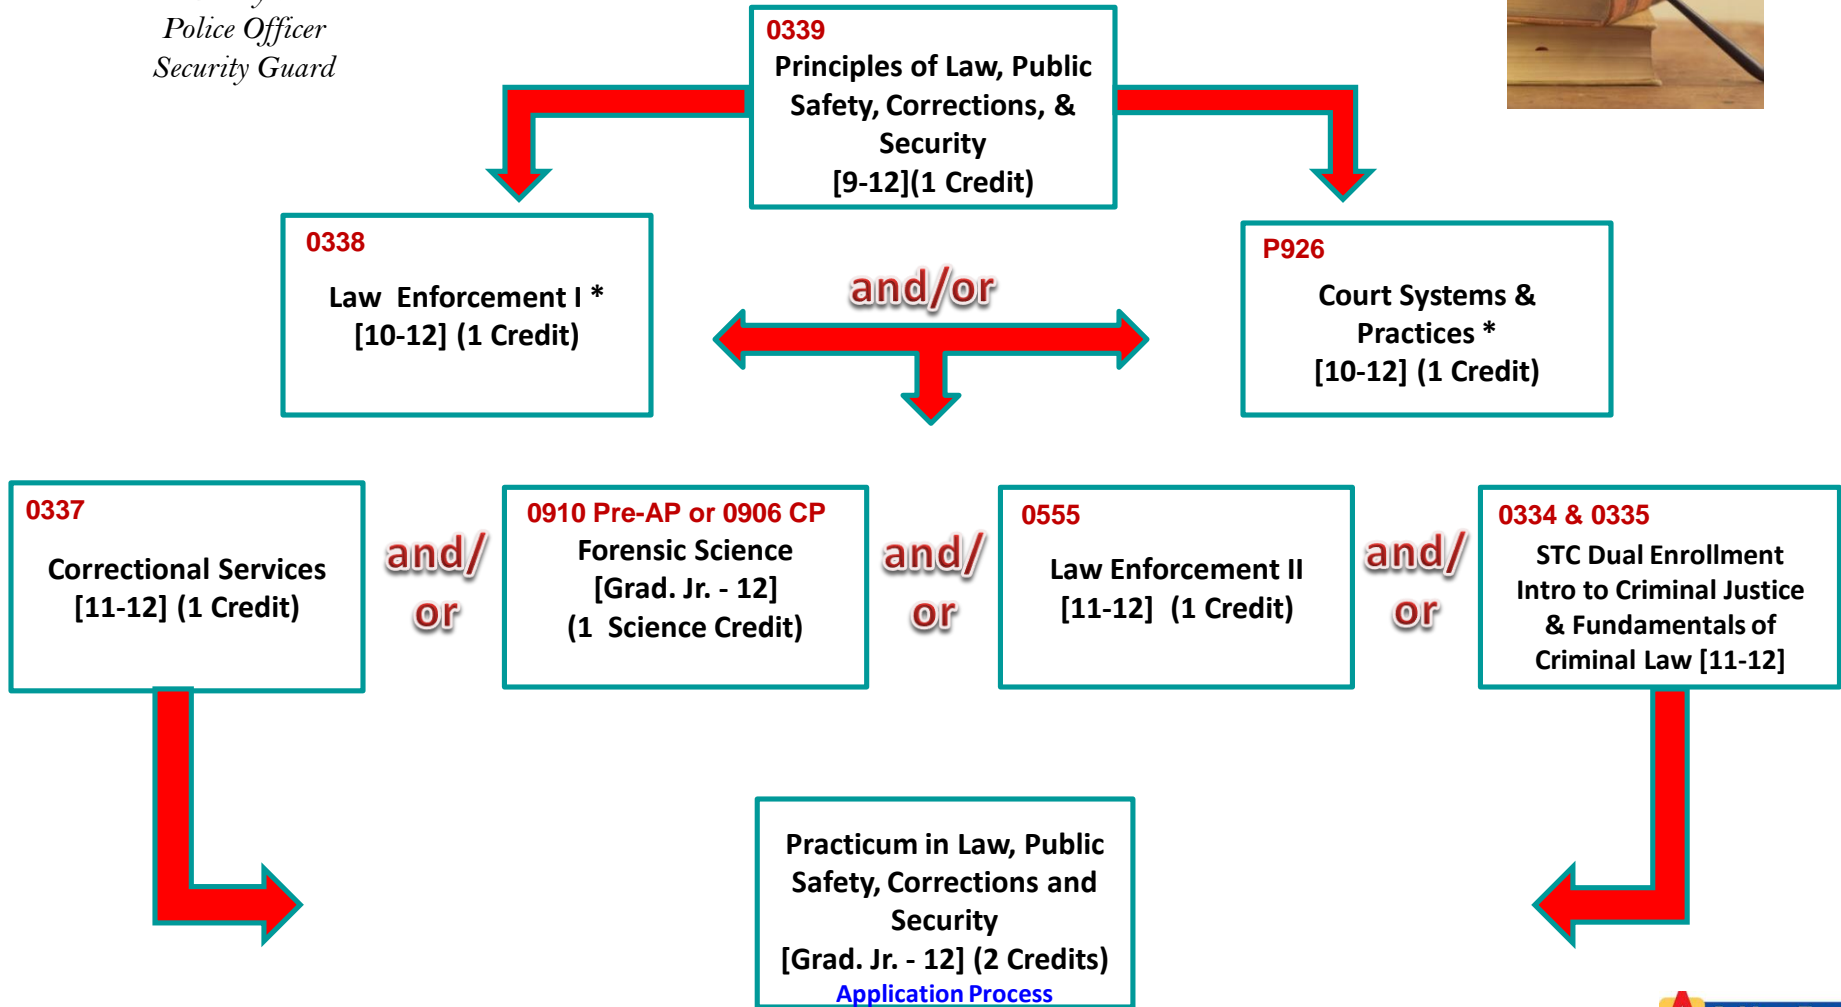 Police Officer
Security Guard
0339
Principles of Law, Public
Safety, Corrections, &
Security
[9-12](1 Credit)
0338
Law  Enforcement I *
[10-12] (1 Credit)
and/or
P926
Court Systems &
Practices *
[10-12] (1 Credit)
0337
Correctional Services
[11-12] (1 Credit)
and/
or
0910 Pre-AP or 0906 CP
Forensic Science
[Grad. Jr. - 12]
(1  Science Credit)
and/
or
0555
Law Enforcement II
[11-12]  (1 Credit)
and/
or
0334 & 0335
STC Dual Enrollment
Intro to Criminal Justice
& Fundamentals of
Criminal Law [11-12]
Practicum in Law, Public
Safety, Corrections and
Security
[Grad. Jr. - 12] (2 Credits)
Application Process